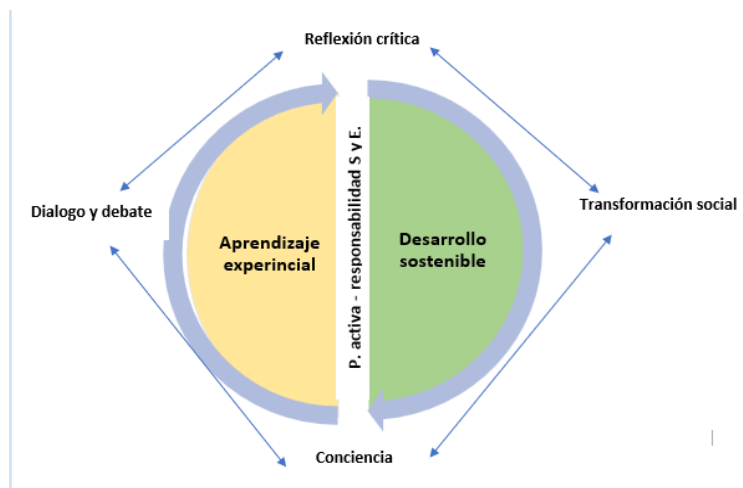 Reflexión crítica
Dialogo y debate
Aprendizaje
experincial
P. activa - responsabilidad S y E.
Desarrollo
sostenible
Transformación social
Conciencia